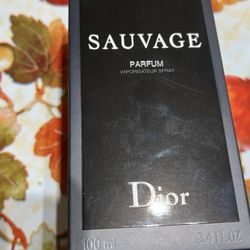 SAUVAGE
PARFUM
VAPORISATEUR SPRAY
Dior
100 ml 3.4 FL.OZ.